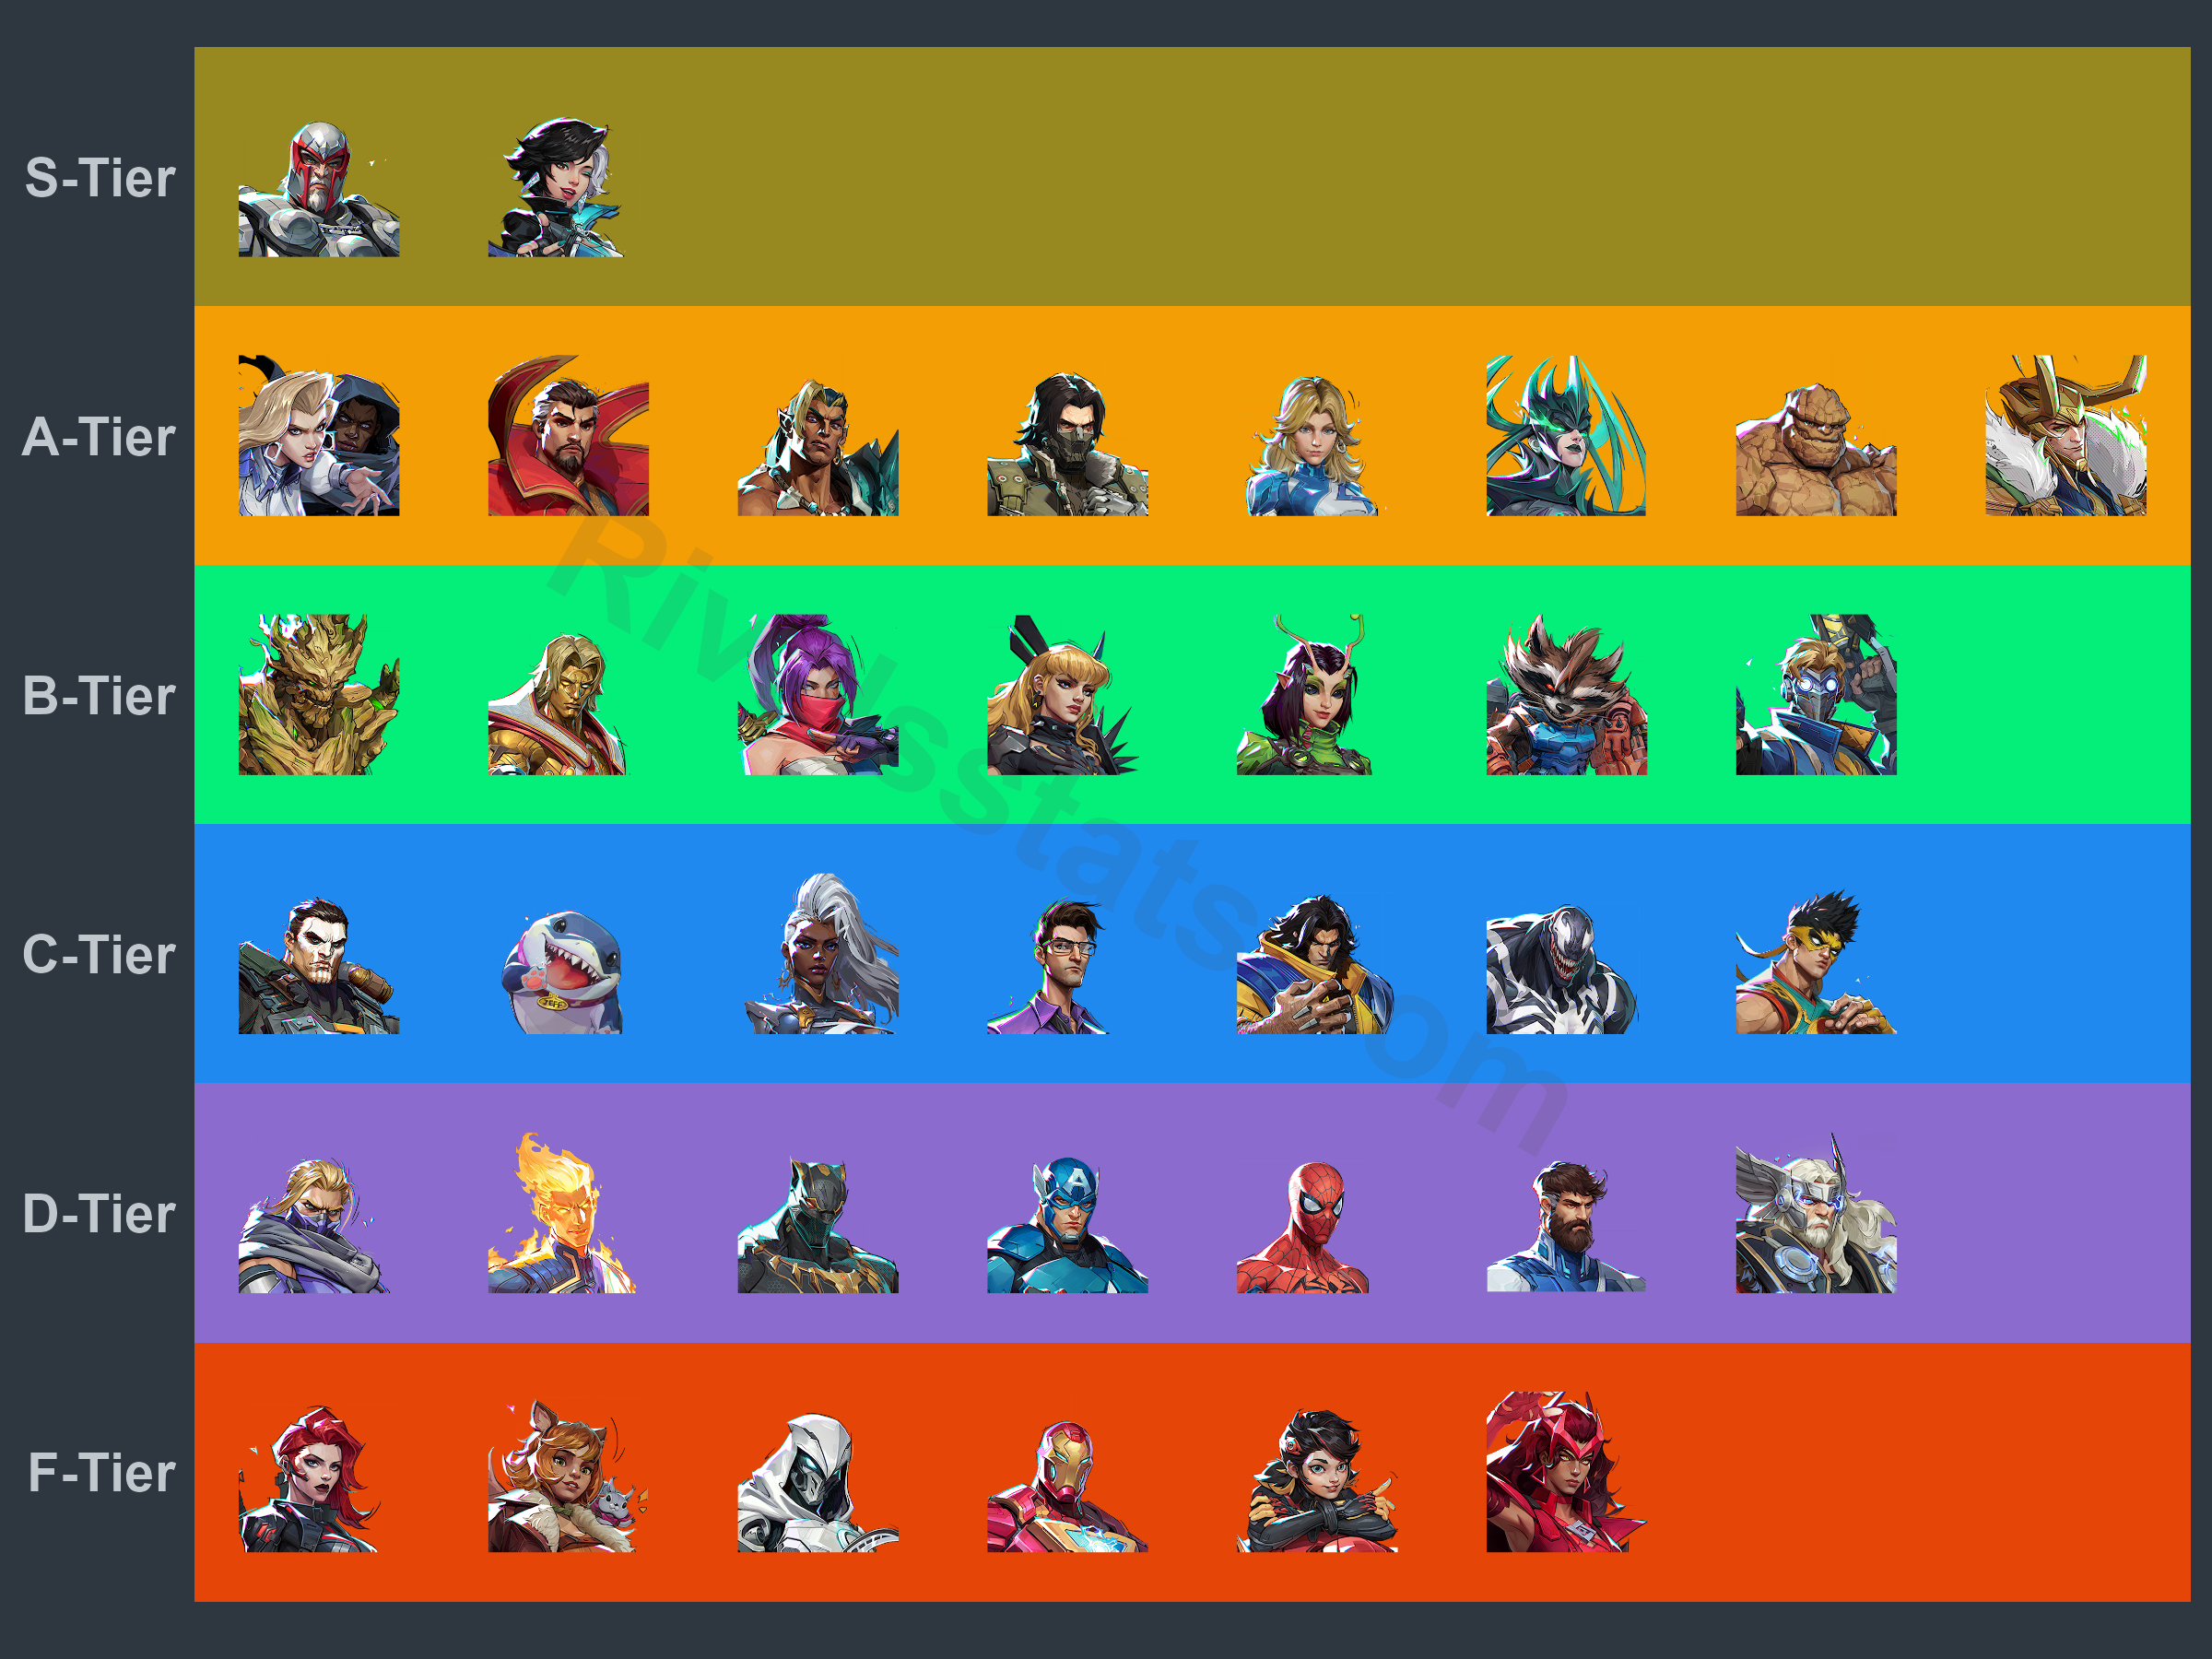 S-Tier
A-Tier
B-Tier
C-Tier
D-Tier
F-Tier
Rivalsstats.com
JEFF
A